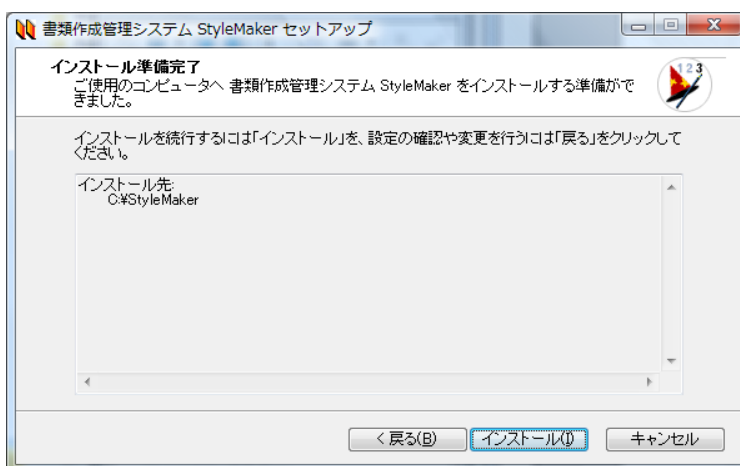 書類作成管理システム StyleMaker セットアップ
インストール準備完了
ご使用のコンピュータへ 書類作成管理システム StyleMaker をインストールする準備がで
きました。
123
インストールを続行するには「インストール」を、設定の確認や変更を行うには「戻る」をクリックして
ください。
インストール先:
C:¥StyleMaker
< 戻る(B)
インストール(I)
キャンセル